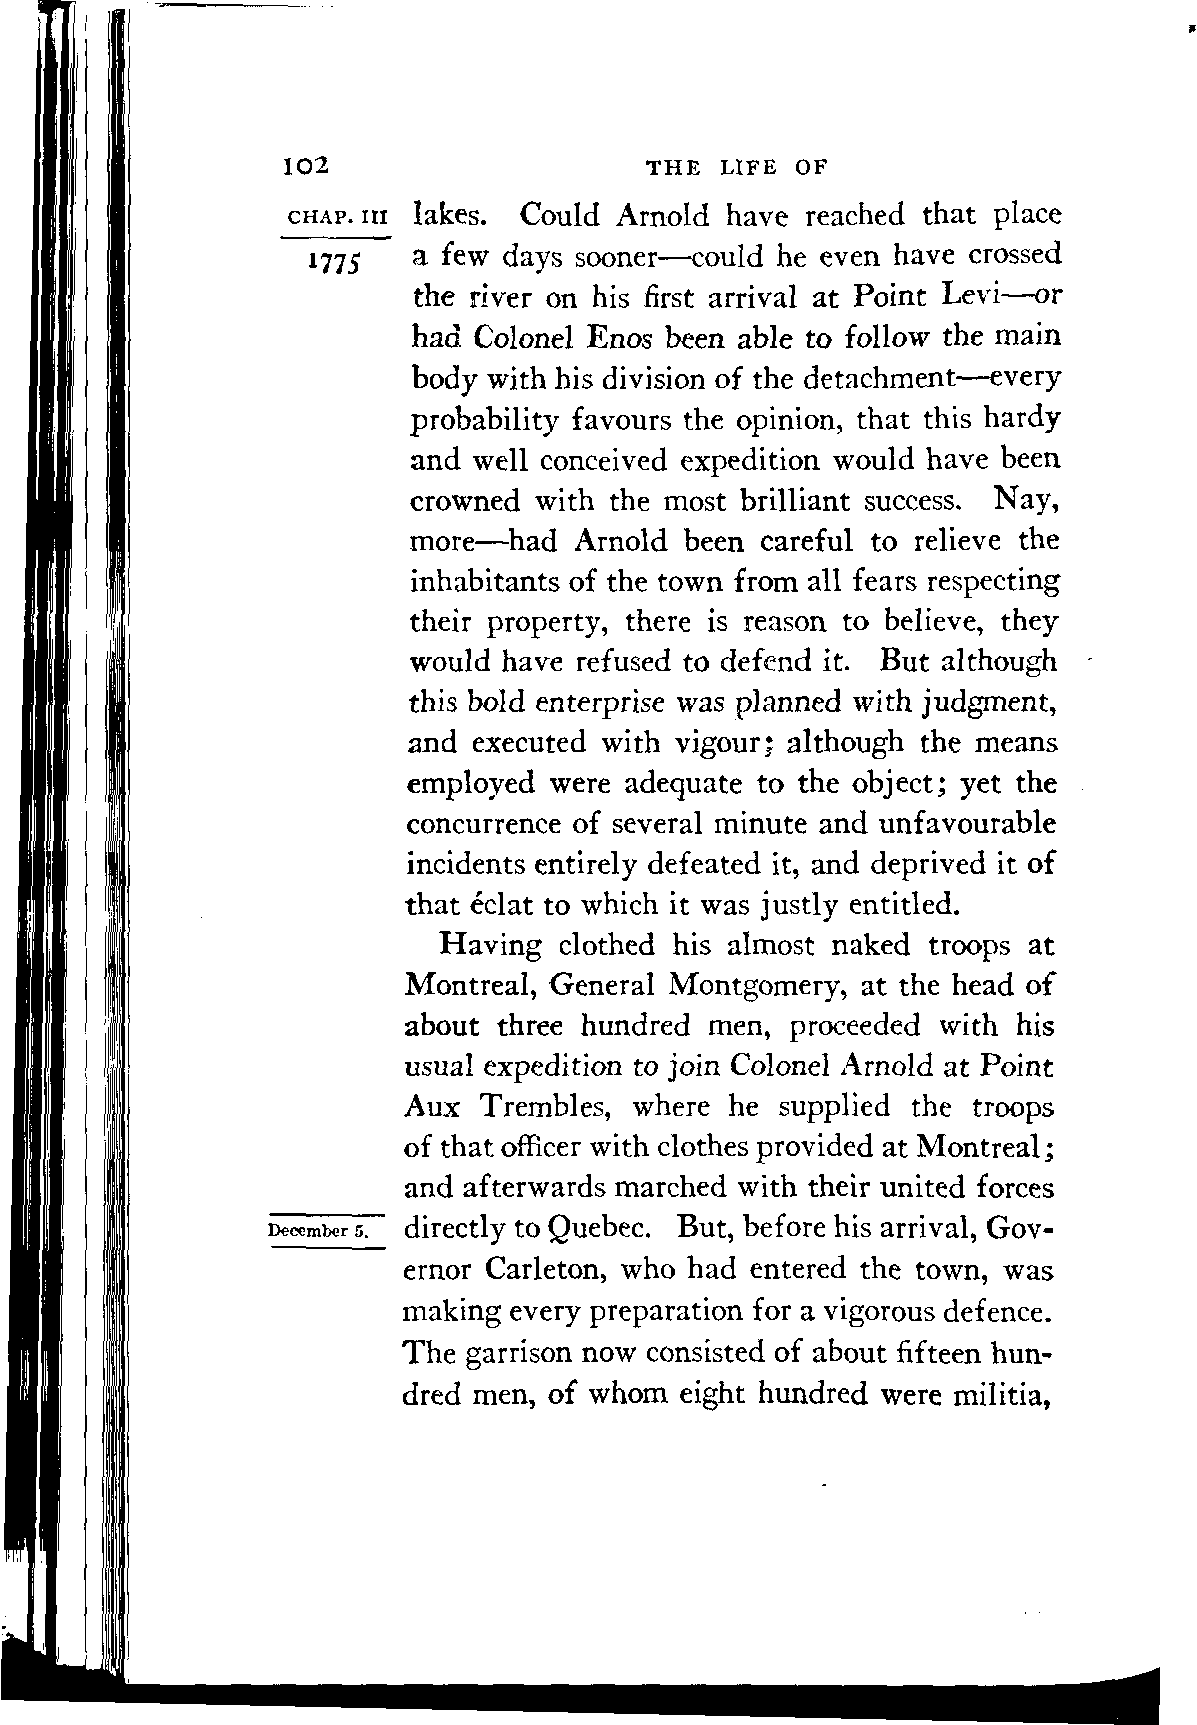 102 THE LIFE OF
CHAP. III lakes. Could Arnold have reached that place
1775 a few days sooner—could he even have crossed
the river on his first arrival at Point Levi—or
had Colonel Enos been able to follow the main
body with his division of the detachment—every
probability favours the opinion, that this hardy
and well conceived expedition would have been
crowned with the most brilliant success. Nay,
more—had Arnold been careful to relieve the
inhabitants of the town from all fears respecting
their property, there is reason to believe, they
would have refused to defend it. But although
this bold enterprise was planned with judgment,
and executed with vigour; although the means
employed were adequate to the object; yet the
concurrence of several minute and unfavourable
incidents entirely defeated it, and deprived it of
that éclat to which it was justly entitled.
Having clothed his almost naked troops at
Montreal, General Montgomery, at the head of
about three hundred men, proceeded with his
usual expedition to join Colonel Arnold at Point
Aux Trembles, where he supplied the troops
of that officer with clothes provided at Montreal;
and afterwards marched with their united forces
December 5. directly to Quebec. But, before his arrival, Gov-
ernor Carleton, who had entered the town, was
making every preparation for a vigorous defence.
The garrison now consisted of about fifteen hun-
dred men, of whom eight hundred were militia,